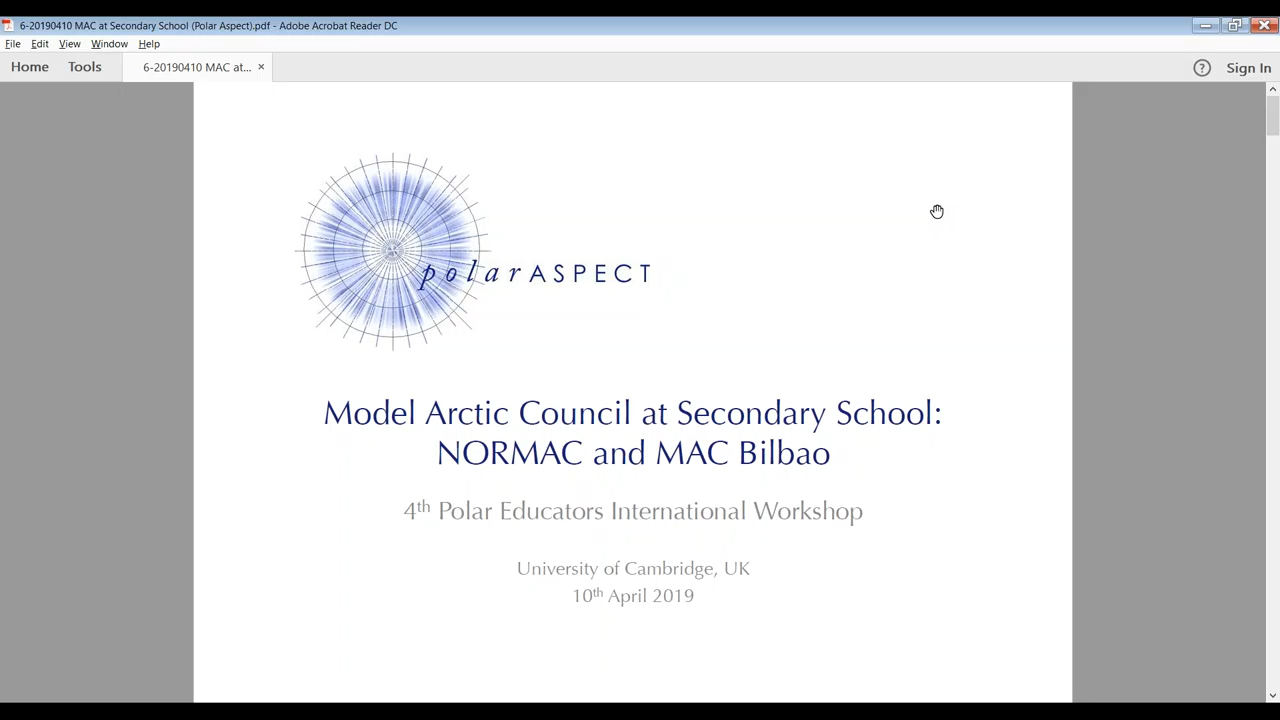 6-20190410 MAC at Secondary School (Polar Aspect).pdf - Adobe Acrobat Reader DC
File Edit View Window Help
Home Tools 6-20190410 MAC at... × ? Sign In
polarASPECT
Model Arctic Council at Secondary School:
NORMAC and MAC Bilbao
4th Polar Educators International Workshop
University of Cambridge, UK
10th April 2019